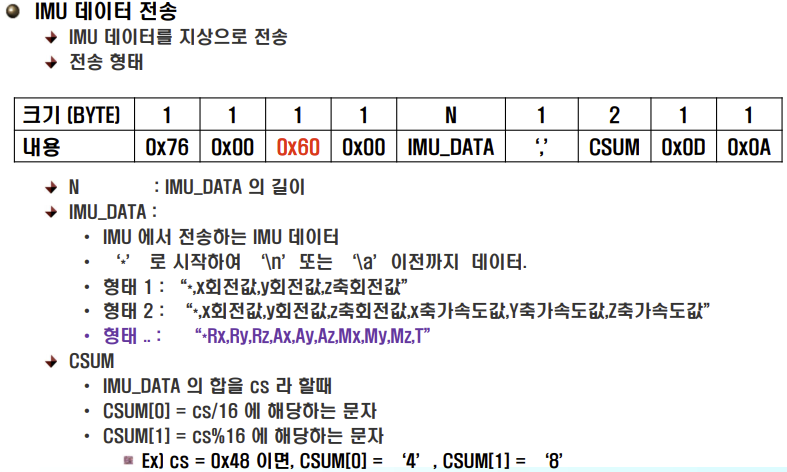 IMU 데이터 전송
IMU 데이터를 지상으로 전송
전송 형태
크기 (BYTE) 1 1 1 1 N 1 2 1 1
내용 0x76 0x00 0x60 0x00 IMU_DATA ‘,’ CSUM 0x0D 0x0A
N : IMU_DATA 의 길이
IMU_DATA :
• IMU 에서 전송하는 IMU 데이터
• ‘*’ 로 시작하여 ‘\n’ 또는 ‘\a’ 이전까지 데이터.
• 형태 1 : “*,x회전값,y회전값,z축회전값”
• 형태 2 : “*,x회전값,y회전값,z축회전값,x축가속도값,Y축가속도값,Z축가속도값”
• 형태 .. : “*Rx,Ry,Rz,Ax,Ay,Az,Mx,My,Mz,T”
CSUM
• IMU_DATA 의 합을 cs 라 할때
• CSUM[0] = cs/16 에 해당하는 문자
• CSUM[1] = cs%16 에 해당하는 문자
Ex) cs = 0x48 이면, CSUM[0] = ‘4’ , CSUM[1] = ‘8’